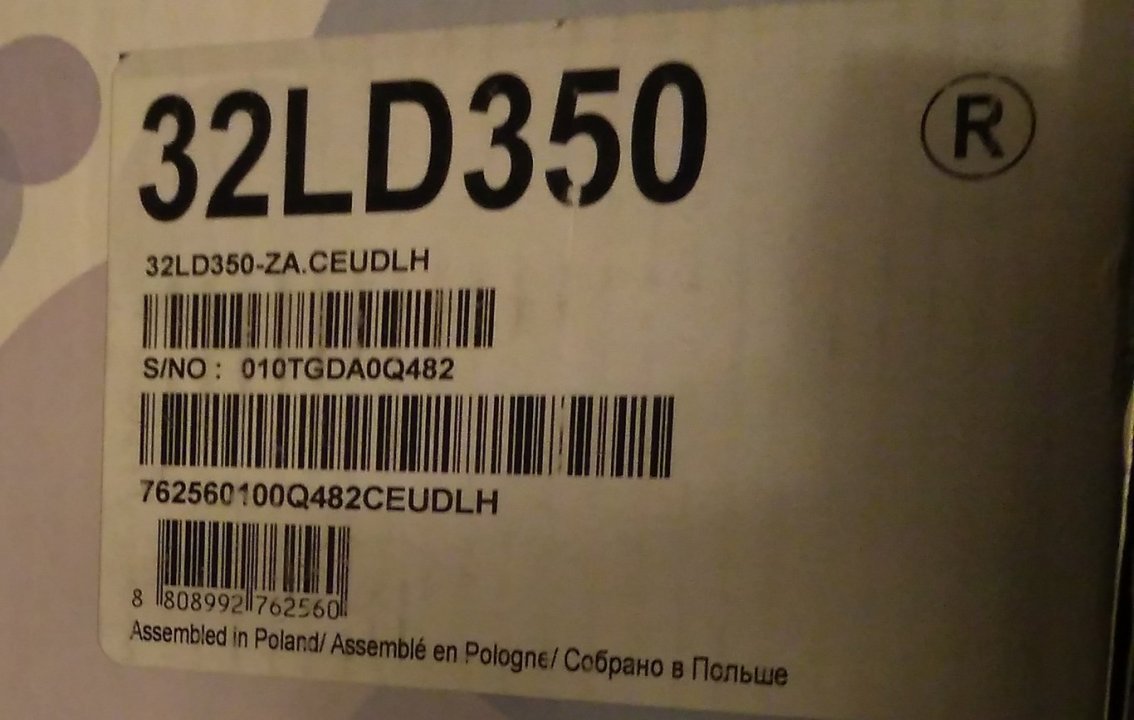 32LD350
R
32LD350-ZA.CEUDLH
S/NO : 010TGDA0Q482
762560100Q482CEUDLH
8 808992 762560
Assembled in Poland/ Assemblé en Pologne/ Собрано в Польше